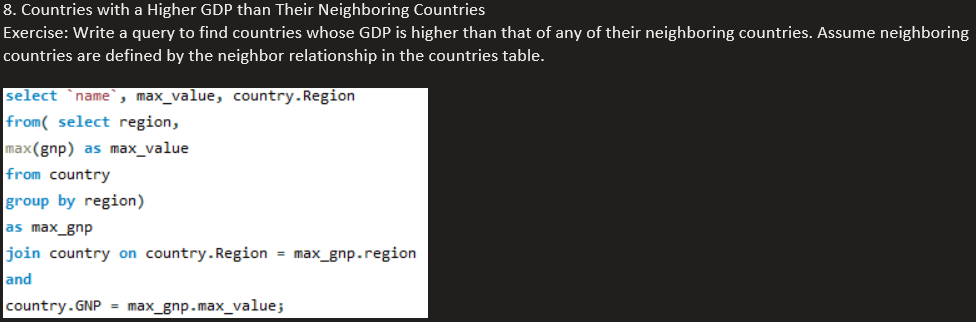 8. Countries with a Higher GDP than Their Neighboring Countries
Exercise: Write a query to find countries whose GDP is higher than that of any of their neighboring countries. Assume neighboring
countries are defined by the neighbor relationship in the countries table.
select `name`, max_value, country.Region
from( select region,
max(gnp) as max_value
from country
group by region)
as max_gnp
join country on country.Region = max_gnp.region
and
country.GNP = max_gnp.max_value;